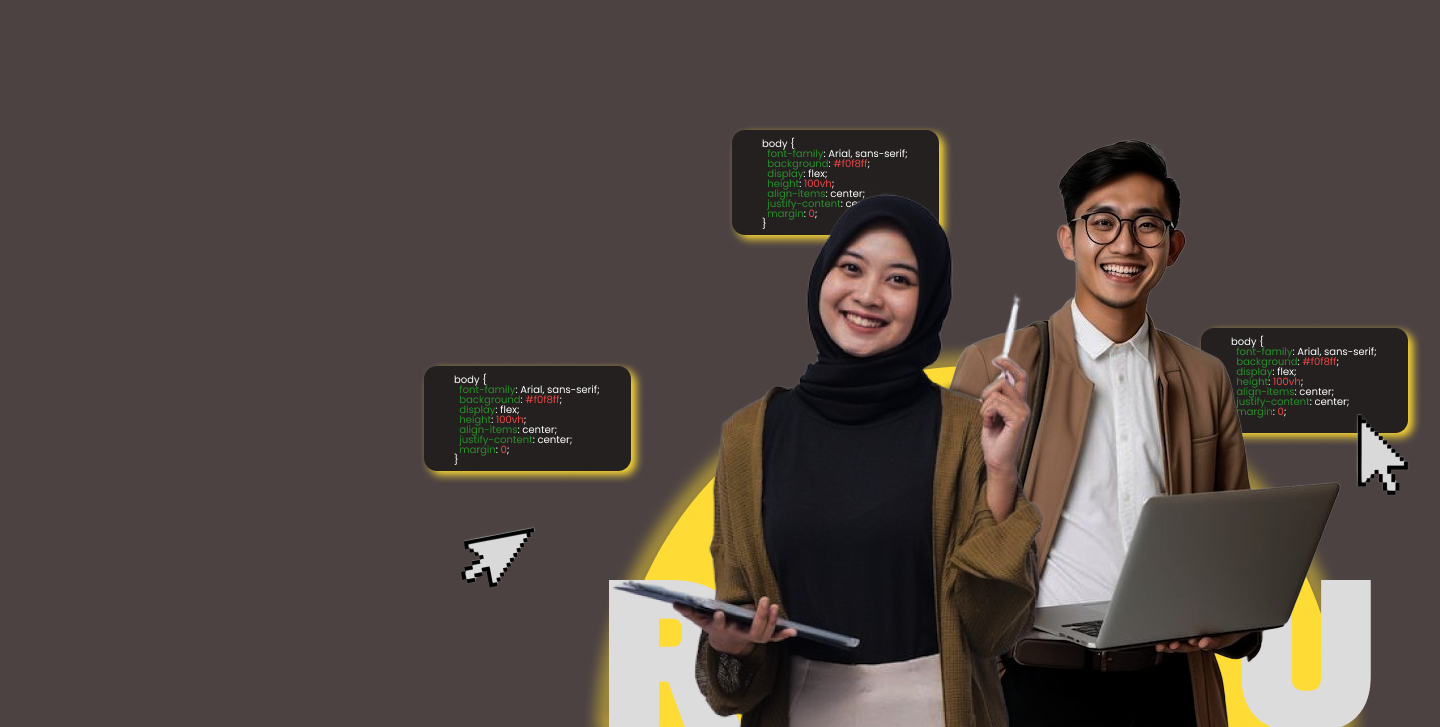 body {
font-family: Arial, sans-serif;
background: #f0f8ff;
display: flex;
height: 100vh;
align-items: center;
justify-content: ce
margin: 0;
}
body {
font-family: Arial, sans-serif;
background: #f0f8ff;
display: flex;
height: 100vh;
align-items: center;
justify-content: center;
margin: 0;
body {
font-family: Arial, sans-serif;
background: #f0f8ff;
display: flex;
height: 100vh;
align-items: center;
justify-content: center;
margin: 0;
}
R U